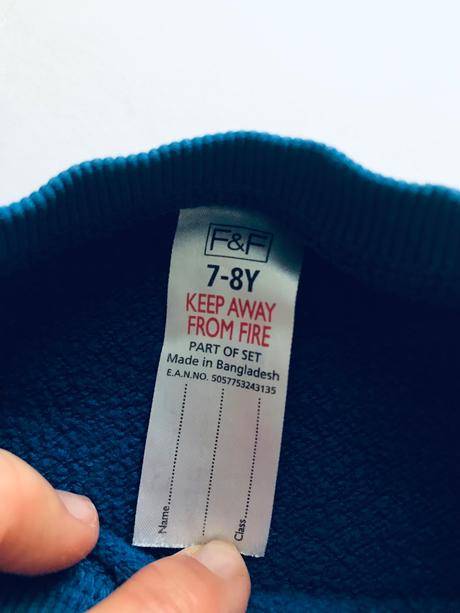 F&F
7-8Y
KEEP AWAY
FROM FIRE
PART OF SET
Made in Bangladesh
E.A.N.NO. 5057753243135
Name
Class